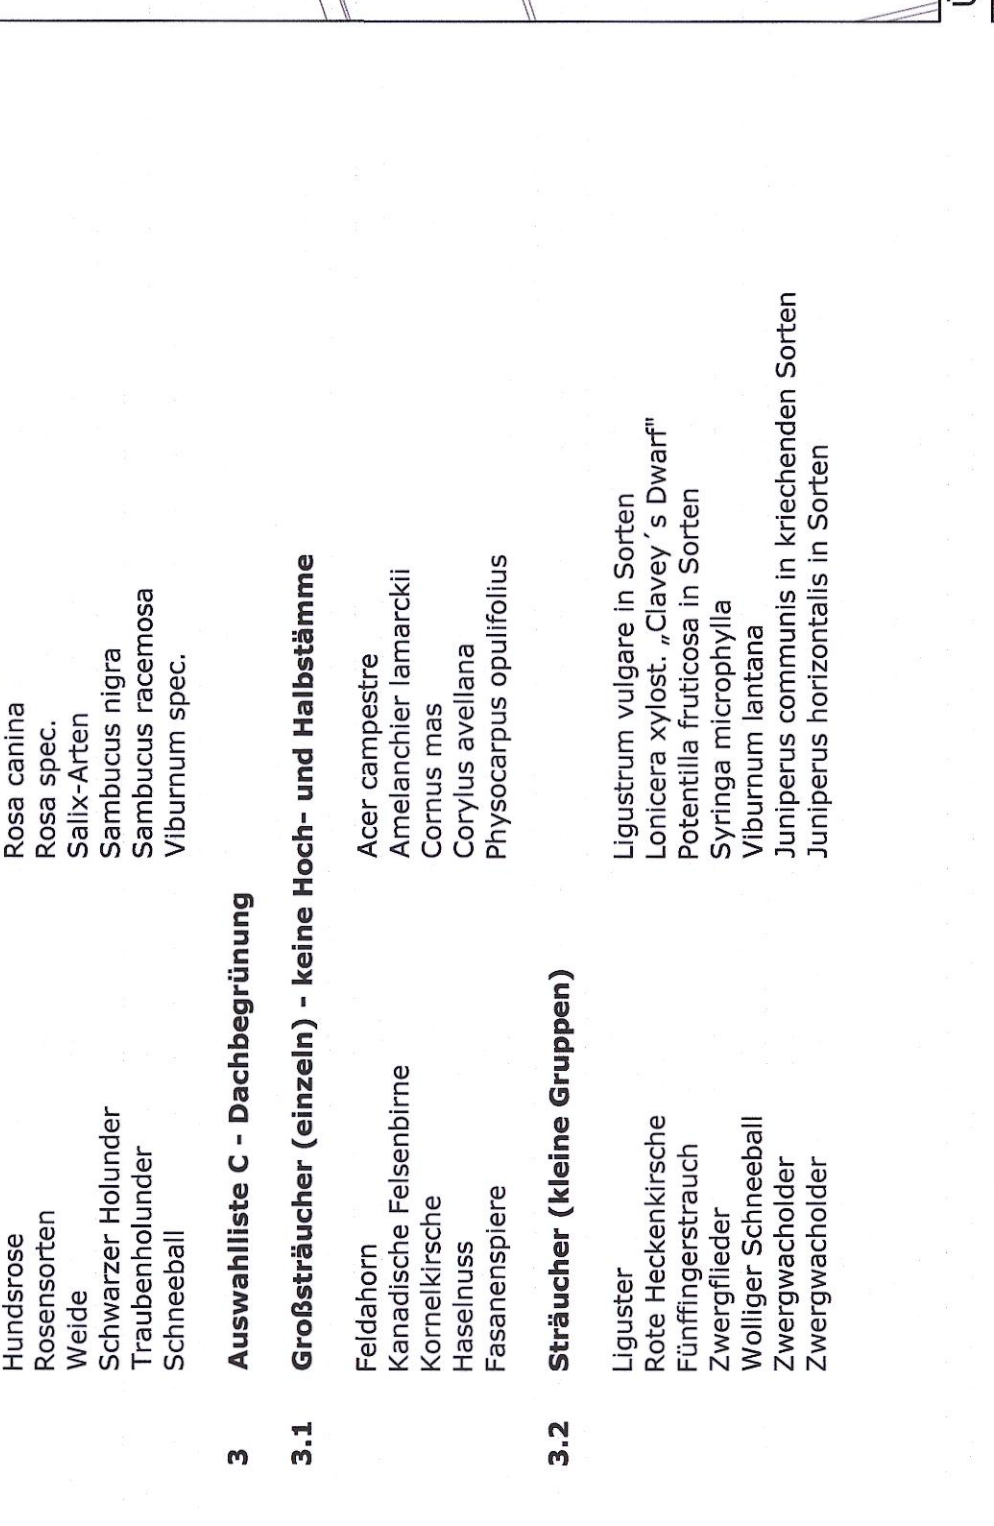 Hundsrose Rosa canina
Rosensorten Rosa spec.
Weide Salix-Arten
Schwarzer Holunder Sambucus nigra
Traubenholunder Sambucus racemosa
Schneeball Viburnum spec.
3 Auswahlliste C - Dachbegrünung
3.1 Großsträucher (einzeln) - keine Hoch- und Halbstämme
Feldahorn Acer campestre
Kanadische Felsenbirne Amelanchier lamarckii
Kornelkirsche Cornus mas
Haselnuss Corylus avellana
Fasanenspiere Physocarpus opulifolius
3.2 Sträucher (kleine Gruppen)
Liguster Ligustrum vulgare in Sorten
Rote Heckenkirsche Lonicera xylost. „Clavey´s Dwarf"
Fünffingerstrauch Potentilla fruticosa in Sorten
Zwergflieder Syringa microphylla
Wolliger Schneeball Viburnum lantana
Zwergwacholder Juniperus communis in kriechenden Sorten
Zwergwacholder Juniperus horizontalis in Sorten